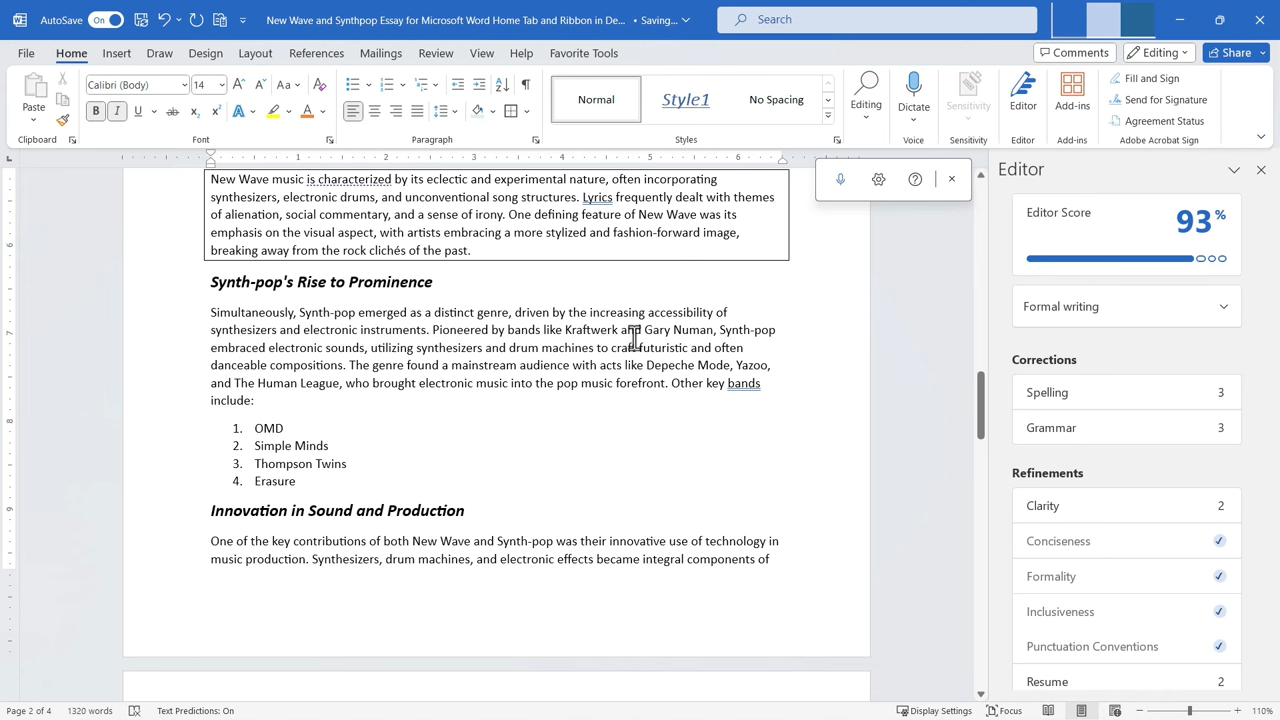 AutoSave On New Wave and Synthpop Essay for Microsoft Word Home Tab and Ribbon in De... • Saving... Search
File Home Insert Draw Design Layout References Mailings Review View Help Favorite Tools Comments Editing Share
Paste
Clipboard
Calibri (Body) 14
Font
Paragraph
Normal Style1 No Spacing
Styles
Editing
Dictate
Voice
Sensitivity
Sensitivity
Editor
Editor
Add-ins
Add-ins
Fill and Sign
Send for Signature
Agreement Status
Adobe Acrobat Sign
New Wave music is characterized by its eclectic and experimental nature, often incorporating
synthesizers, electronic drums, and unconventional song structures. Lyrics frequently dealt with themes
of alienation, social commentary, and a sense of irony. One defining feature of New Wave was its
emphasis on the visual aspect, with artists embracing a more stylized and fashion-forward image,
breaking away from the rock clichés of the past.
Synth-pop's Rise to Prominence
Simultaneously, Synth-pop emerged as a distinct genre, driven by the increasing accessibility of
synthesizers and electronic instruments. Pioneered by bands like Kraftwerk and Gary Numan, Synth-pop
embraced electronic sounds, utilizing synthesizers and drum machines to craft futuristic and often
danceable compositions. The genre found a mainstream audience with acts like Depeche Mode, Yazoo,
and The Human League, who brought electronic music into the pop music forefront. Other key bands
include:
1. OMD
2. Simple Minds
3. Thompson Twins
4. Erasure
Innovation in Sound and Production
One of the key contributions of both New Wave and Synth-pop was their innovative use of technology in
music production. Synthesizers, drum machines, and electronic effects became integral components of
Editor
Editor Score 93%
Formal writing
Corrections
Spelling 3
Grammar 3
Refinements
Clarity 2
Conciseness
Formality
Inclusiveness
Punctuation Conventions
Resume 2
Page 2 of 4 1320 words Text Predictions: On Display Settings Focus 110%